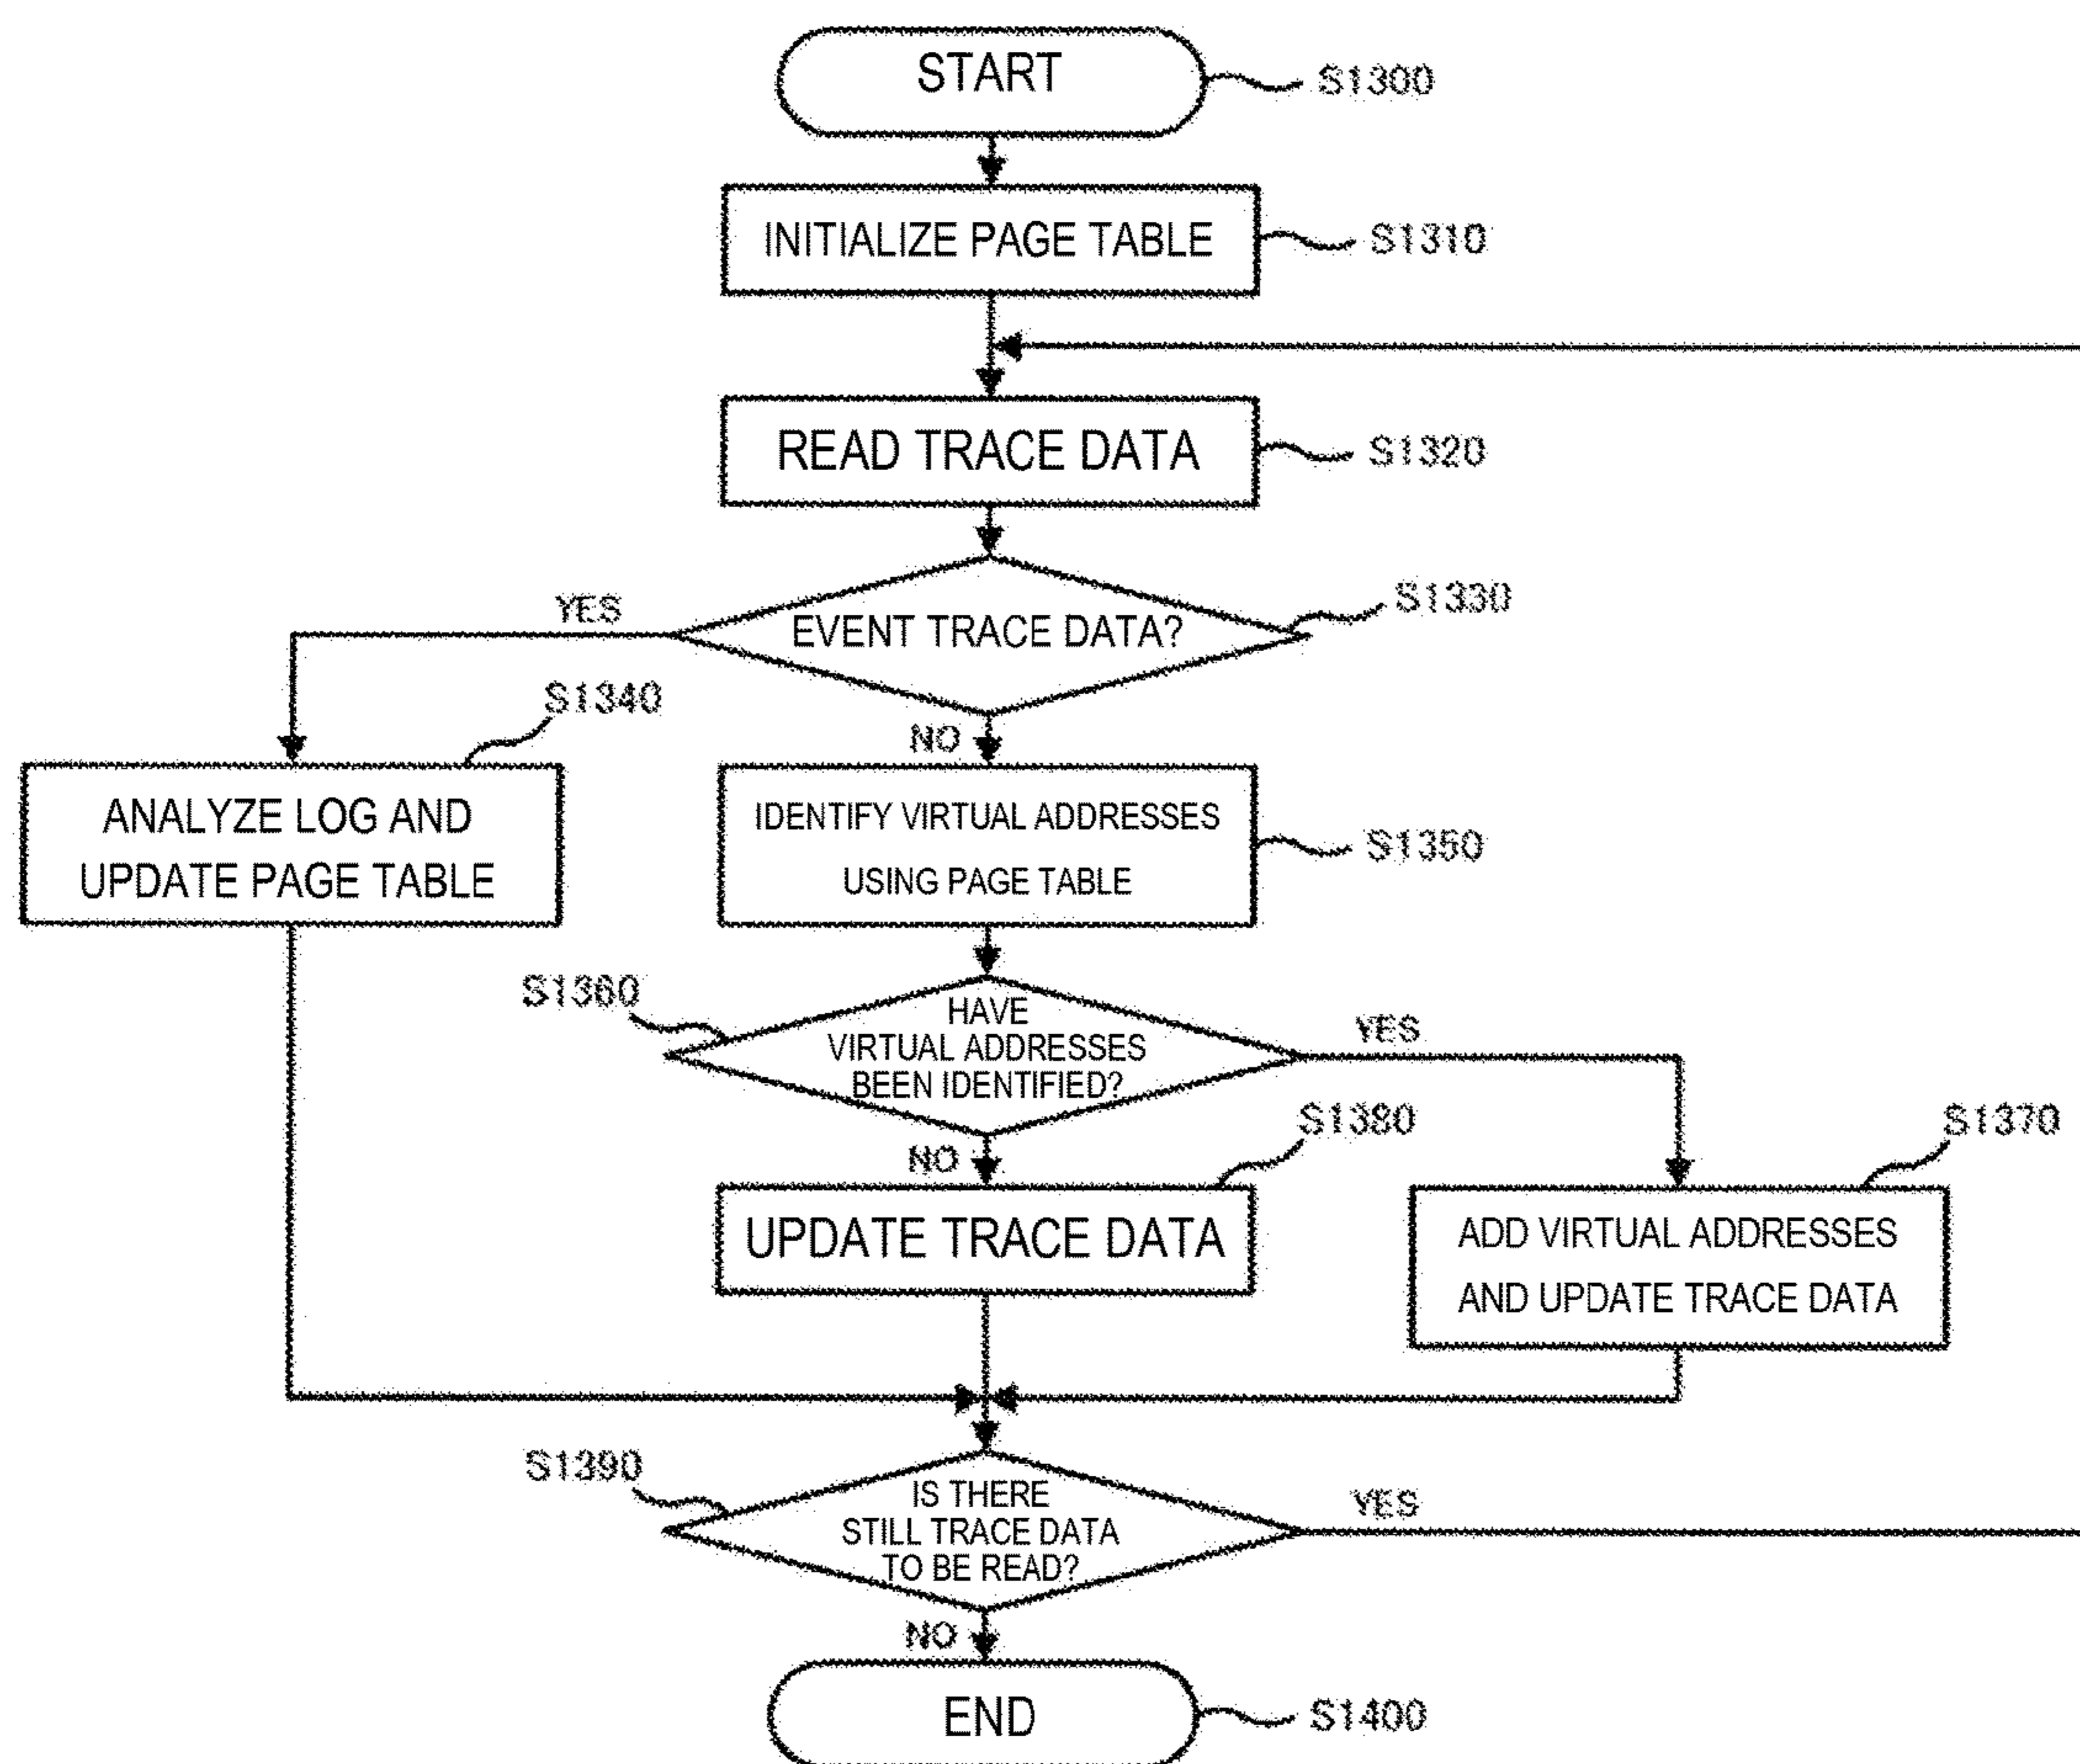 START
S1300
INITIALIZE PAGE TABLE
S1310
READ TRACE DATA
S1320
EVENT TRACE DATA?
S1330
YES
NO
S1340
ANALYZE LOG AND
UPDATE PAGE TABLE
IDENTIFY VIRTUAL ADDRESSES
USING PAGE TABLE
S1350
S1360
HAVE
VIRTUAL ADDRESSES
BEEN IDENTIFIED?
YES
NO
S1380
UPDATE TRACE DATA
S1370
ADD VIRTUAL ADDRESSES
AND UPDATE TRACE DATA
S1390
IS THERE
STILL TRACE DATA
TO BE READ?
YES
NO
END
S1400